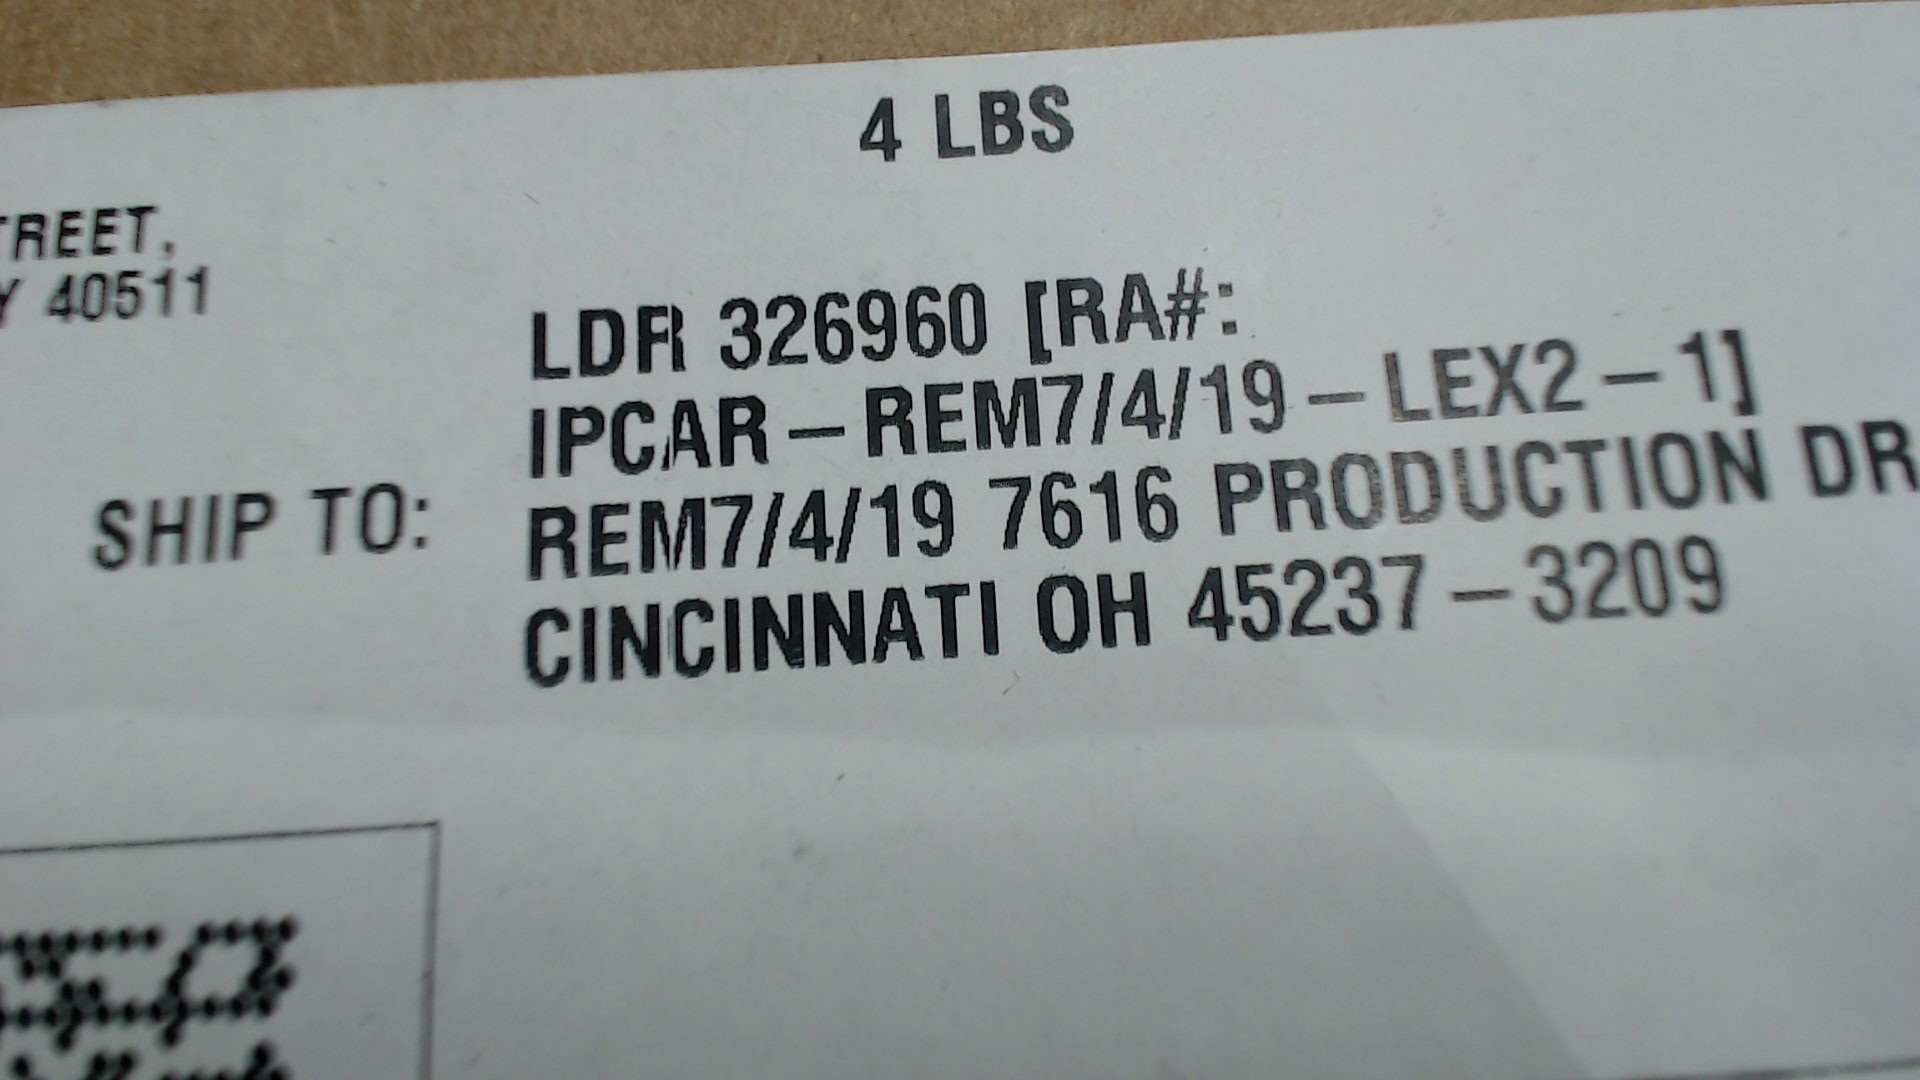 4 LBS
TREET,
Y 40511
LDR 326960 [RA#:
IPCAR-REM7/4/19-LEX2-1]
SHIP TO: REM7/4/19 7616 PRODUCTION DR
CINCINNATI OH 45237-3209